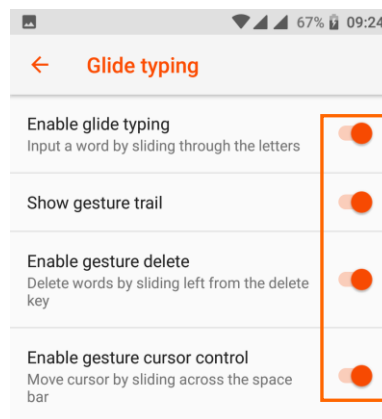 67% 09:24
Glide typing
Enable glide typing
Input a word by sliding through the letters
Show gesture trail
Enable gesture delete
Delete words by sliding left from the delete
key
Enable gesture cursor control
Move cursor by sliding across the space
bar